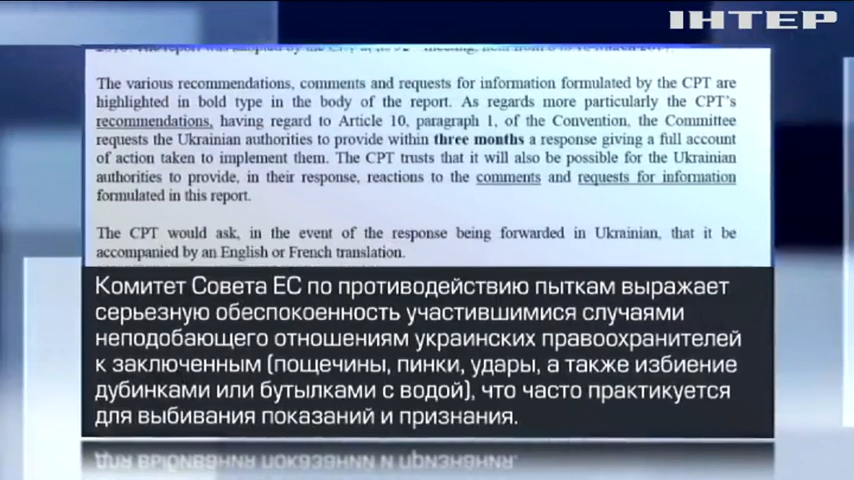 ІНТЕР
The various recommendations, comments and requests for information formulated by the CPT are
highlighted in bold type in the body of the report. As regards more particularly the CPT's
recommendations, having regard to Article 10, paragraph 1, of the Convention, the Committee
requests the Ukrainian authorities to provide within three months a response giving a full account
of action taken to implement them. The CPT trusts that it will also be possible for the Ukrainian
authorities to provide, in their response, reactions to the comments and requests for information
formulated in this report.
The CPT would ask, in the event of the response being forwarded in Ukrainian, that it be
accompanied by an English or French translation.
Комитет Совета ЕС по противодействию пыткам выражает
серьезную обеспокоенность участившимися случаями
неподобающего отношениям украинских правоохранителей
к заключенным (пощечины, пинки, удары, а также избиение
дубинками или бутылками с водой), что часто практикуется
для выбивания показаний и признания.